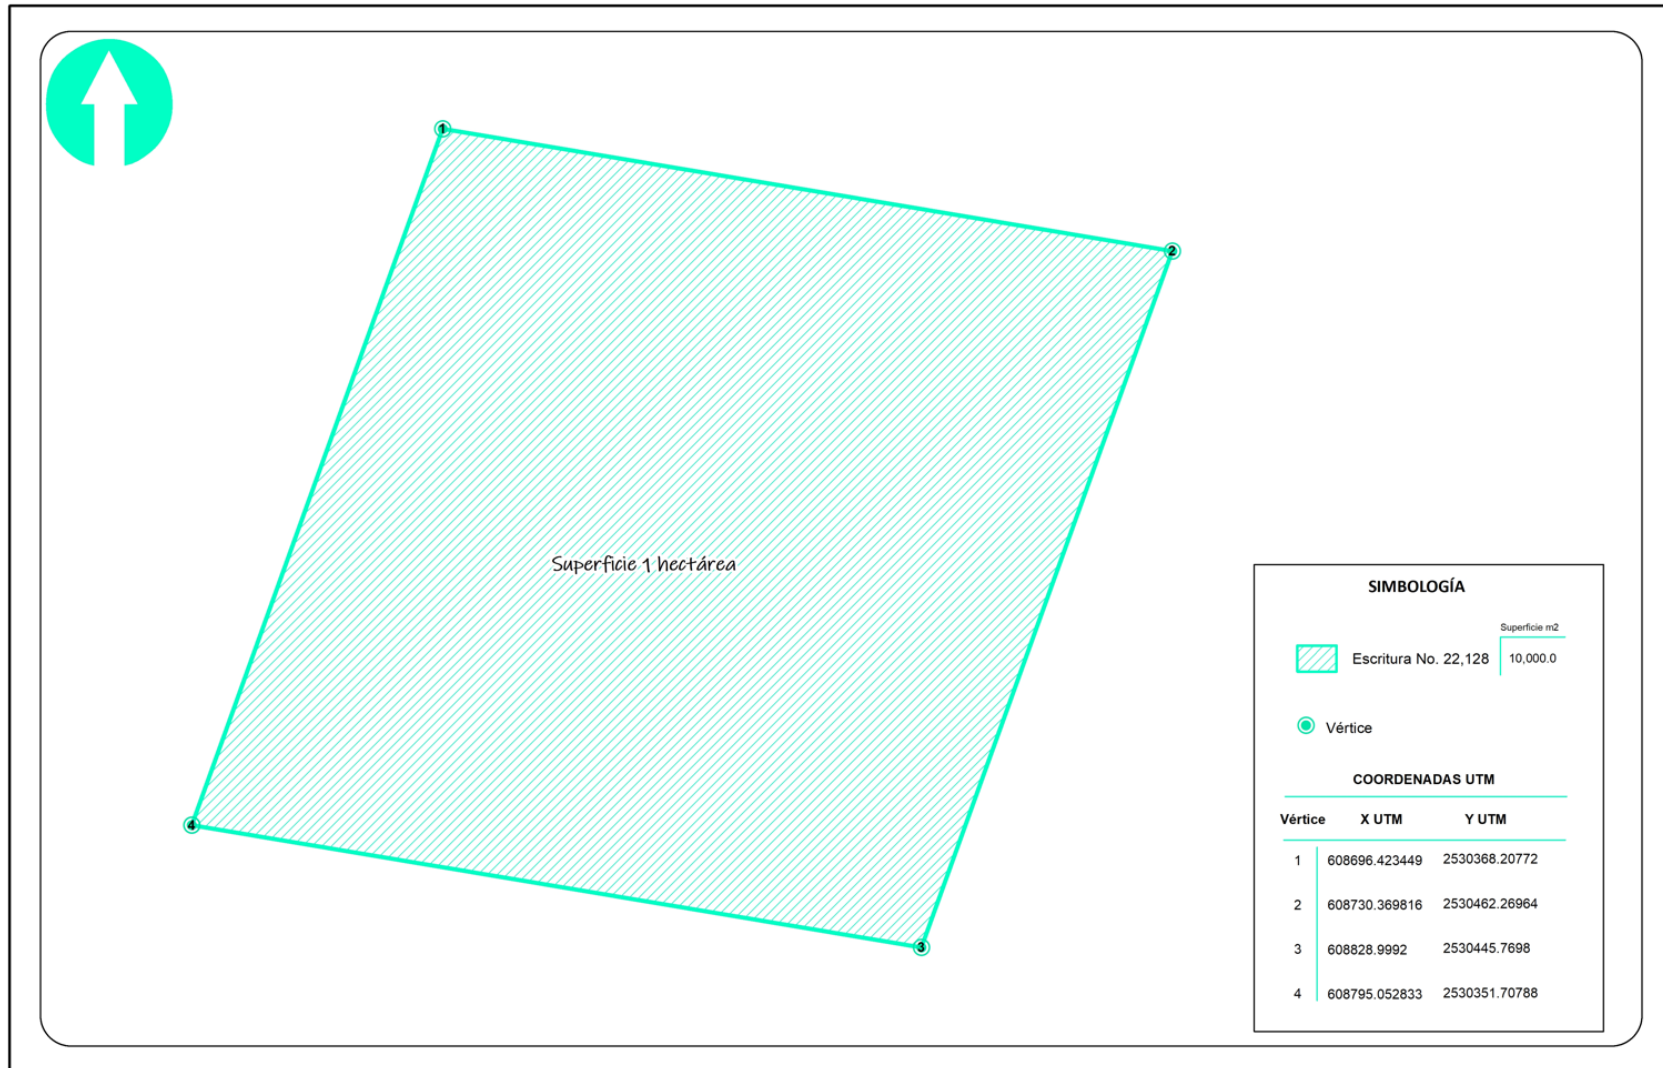 1
2
Superficie 1 hectárea
4
3
SIMBOLOGÍA
Superficie m2
Escritura No. 22,128 10,000.0
Vértice
COORDENADAS UTM
Vértice X UTM Y UTM
1 608696.423449 2530368.20772
2 608730.369816 2530462.26964
3 608828.9992 2530445.7698
4 608795.052833 2530351.70788